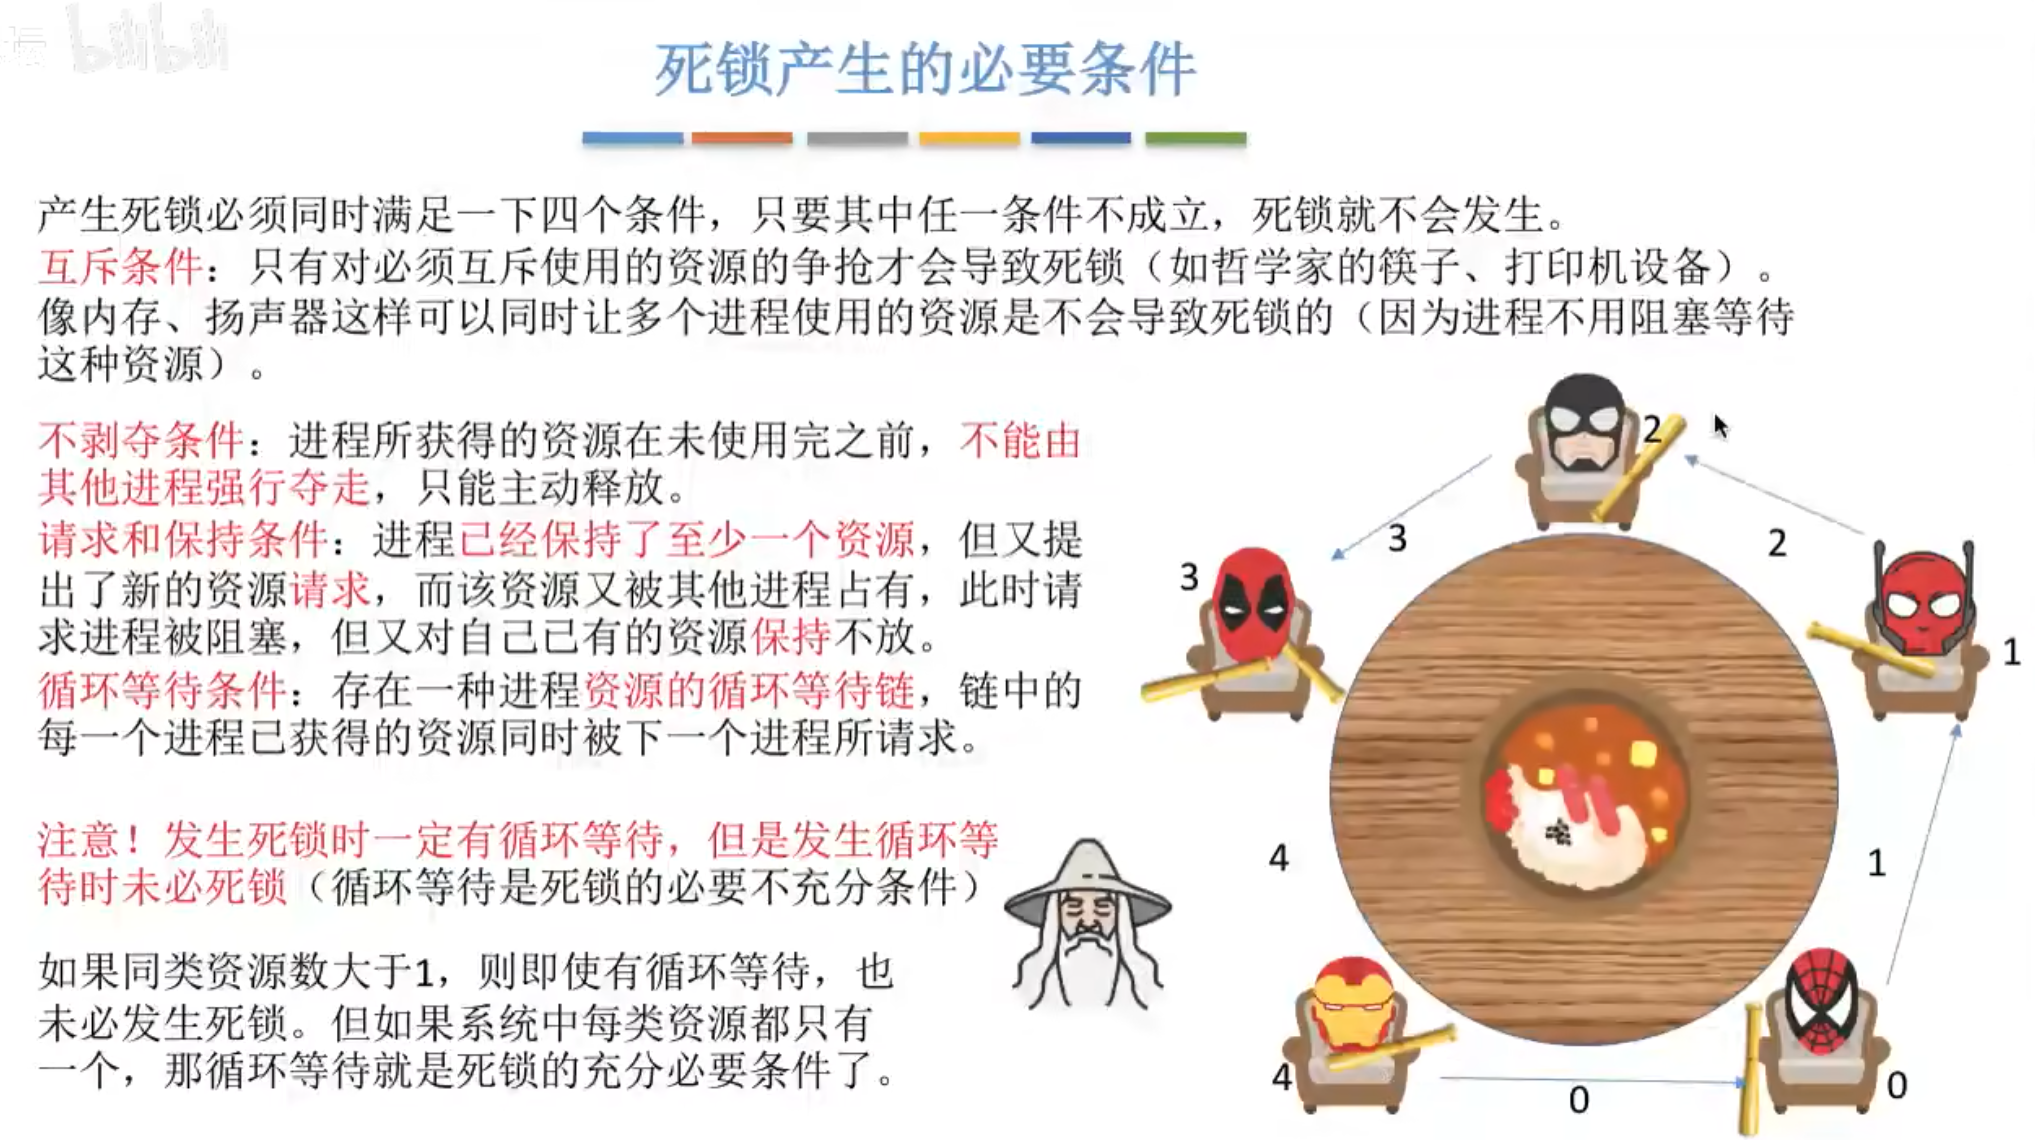 坛 bilibili
死锁产生的必要条件
产生死锁必须同时满足一下四个条件，只要其中任一条件不成立，死锁就不会发生。
互斥条件：只有对必须互斥使用的资源的争抢才会导致死锁（如哲学家的筷子、打印机设备）。
像内存、扬声器这样可以同时让多个进程使用的资源是不会导致死锁的（因为进程不用阻塞等待
这种资源）。
不剥夺条件：进程所获得的资源在未使用完之前，不能由
其他进程强行夺走，只能主动释放。
请求和保持条件：进程已经保持了至少一个资源，但又提
出了新的资源请求，而该资源又被其他进程占有，此时请
求进程被阻塞，但又对自己已有的资源保持不放。
循环等待条件：存在一种进程资源的循环等待链，链中的
每一个进程已获得的资源同时被下一个进程所请求。
注意！发生死锁时一定有循环等待，但是发生循环等
待时未必死锁（循环等待是死锁的必要不充分条件）
如果同类资源数大于1，则即使有循环等待，也
未必发生死锁。但如果系统中每类资源都只有
一个，那循环等待就是死锁的充分必要条件了。
2
3
2
3
1
4
1
4
0
0